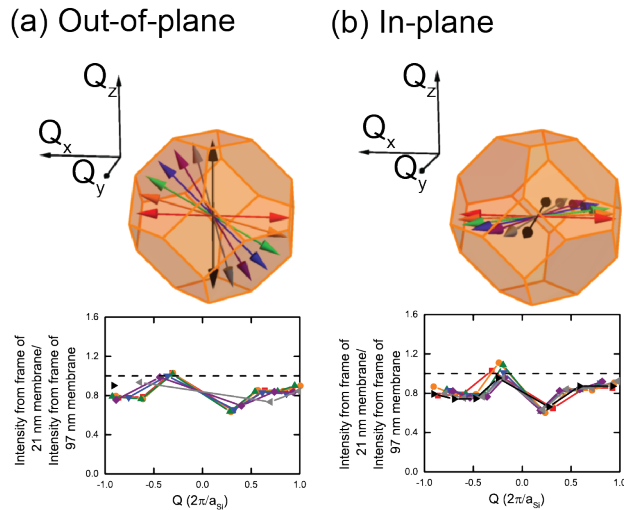 (a) Out-of-plane
(b) In-plane
Qz
Qx
Qy
Qz
Qx
Qy
Intensity from frame of
21 nm membrane/
Intensity from frame of
97 nm membrane
1.6
1.2
0.8
0.4
0.0
-1.0 -0.5 0.0 0.5 1.0
Q (2π/aSi)
Intensity from frame of
21 nm membrane/
Intensity from frame of
97 nm membrane
1.6
1.2
0.8
0.4
0.0
-1.0 -0.5 0.0 0.5 1.0
Q (2π/aSi)